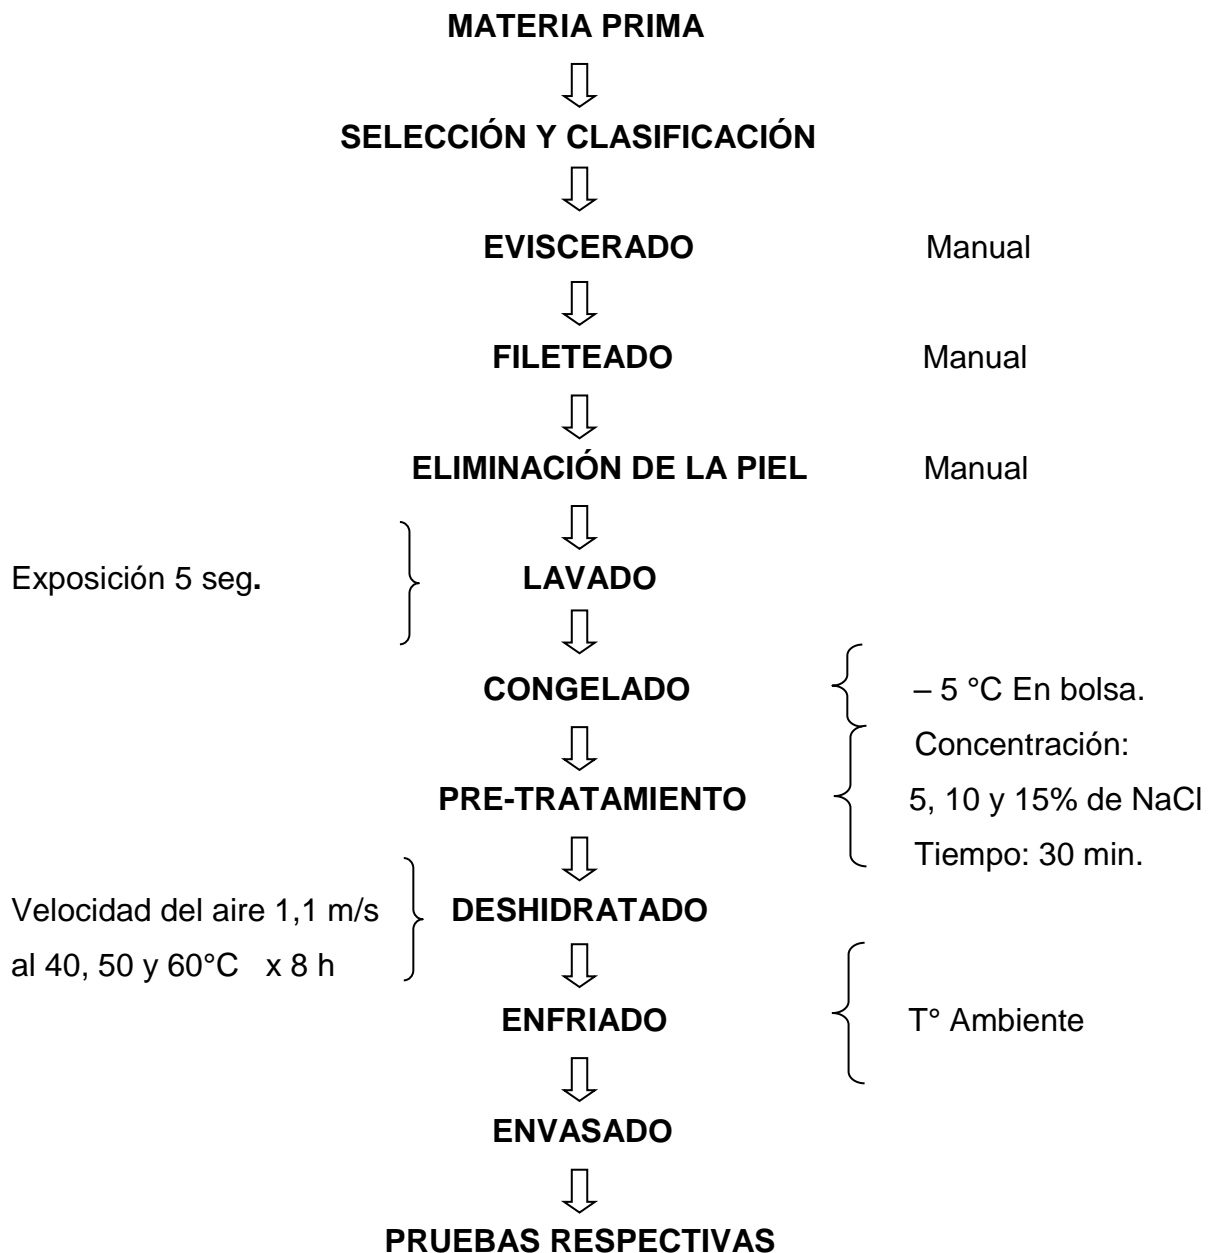 MATERIA PRIMA
SELECCIÓN Y CLASIFICACIÓN
EVISCERADO Manual
FILETEADO Manual
ELIMINACIÓN DE LA PIEL Manual
Exposición 5 seg. LAVADO
CONGELADO – 5 °C En bolsa.
Concentración:
PRE-TRATAMIENTO 5, 10 y 15% de NaCl
Tiempo: 30 min.
Velocidad del aire 1,1 m/s DESHIDRATADO
al 40, 50 y 60°C x 8 h
ENFRIADO T° Ambiente
ENVASADO
PRUEBAS RESPECTIVAS